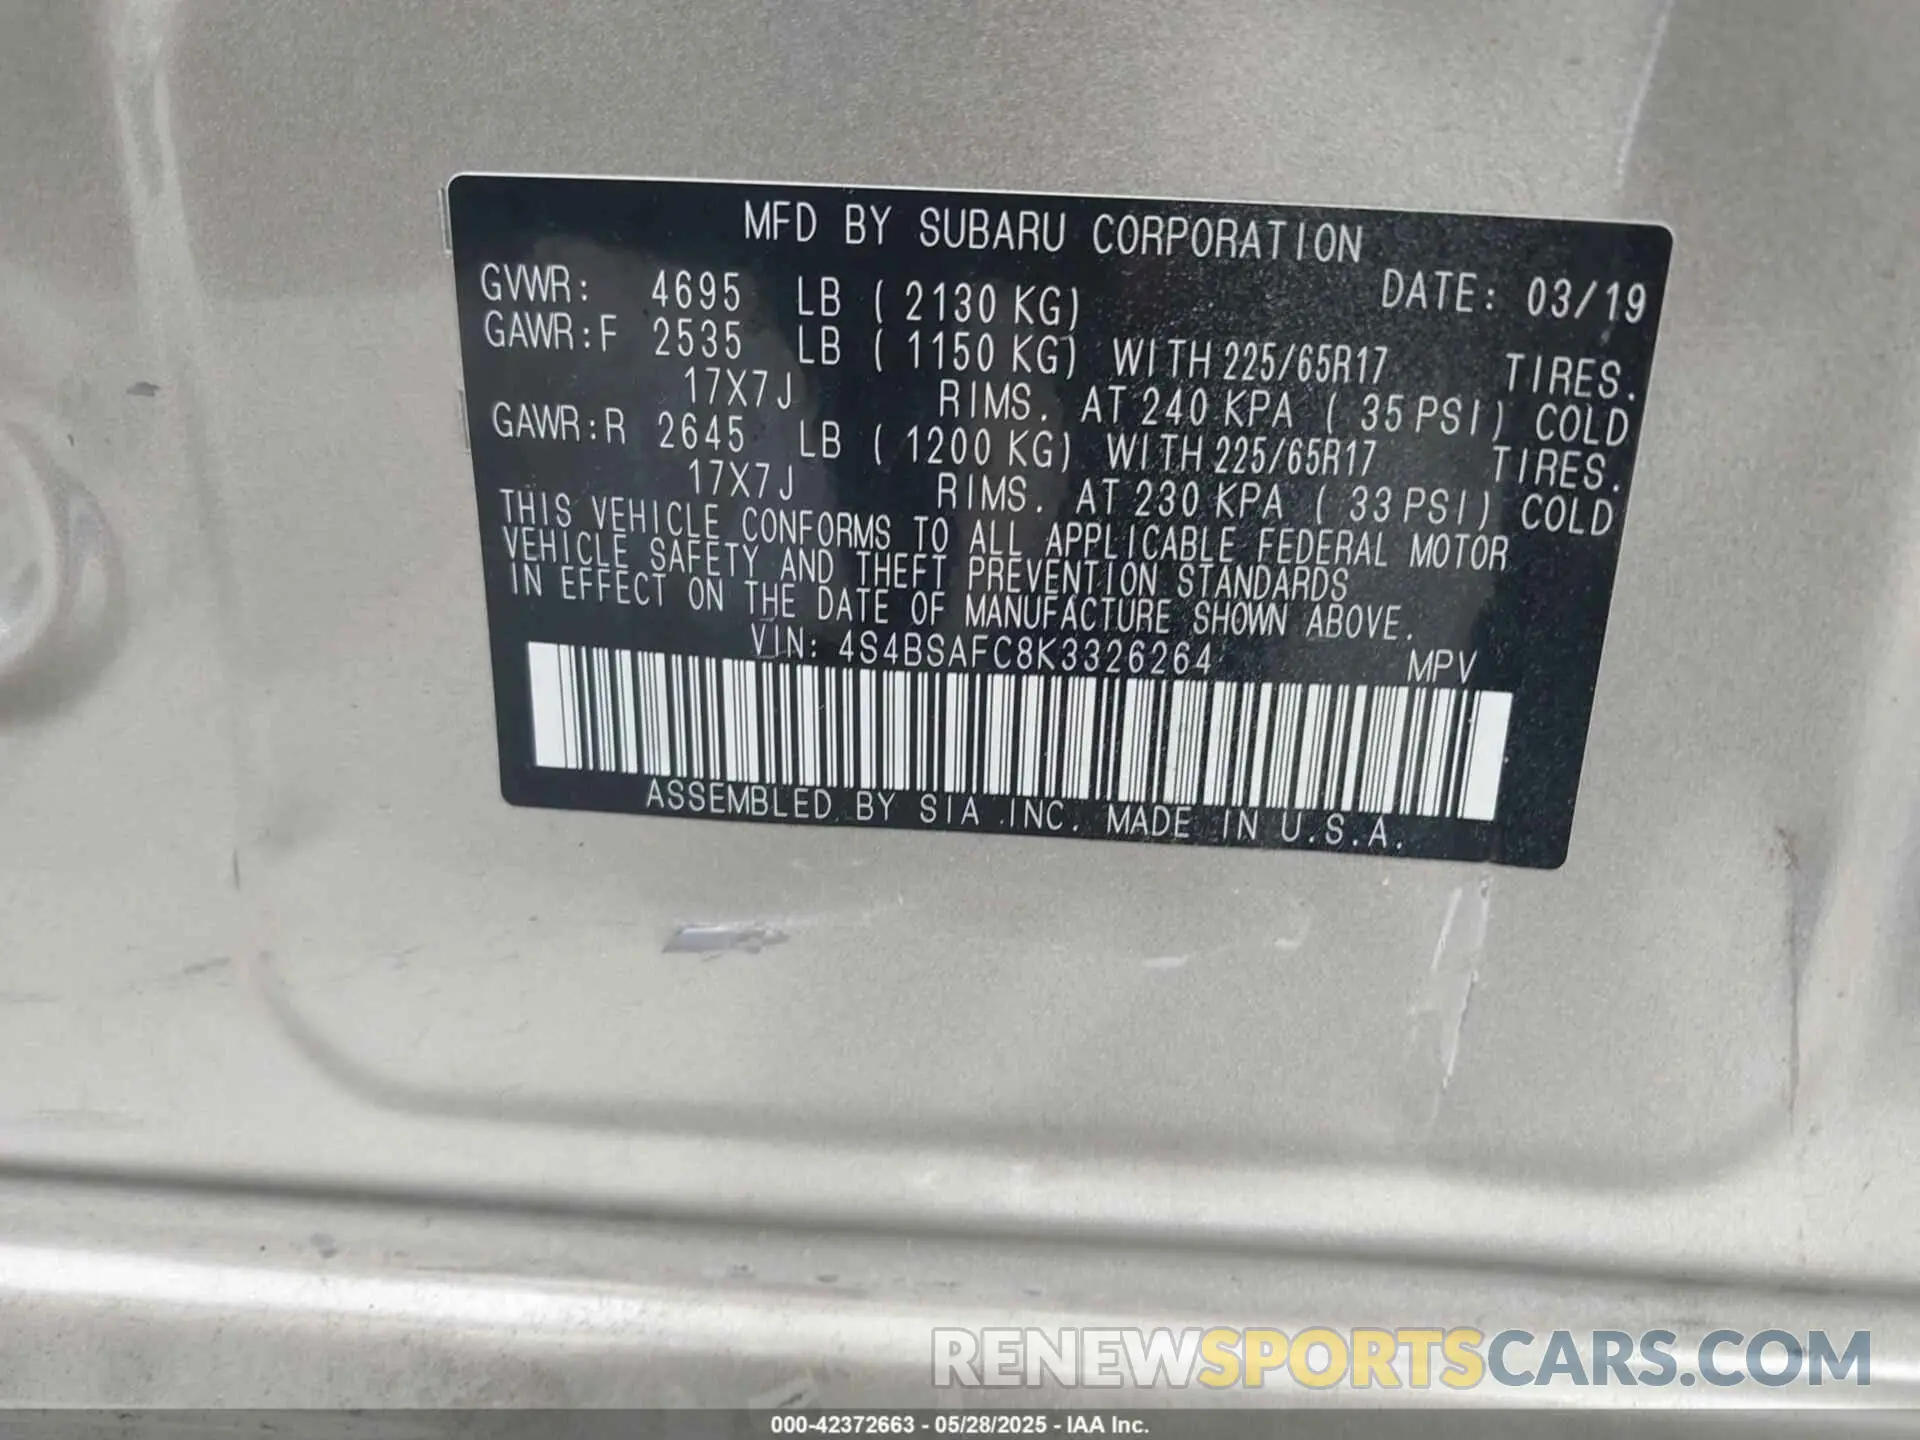 MFD BY SUBARU CORPORATION
DATE: 03/19
GVWR: 4695 LB ( 2130 KG)
GAWR:F 2535 LB ( 1150 KG) WITH 225/65R17 TIRES.
17X7J RIMS. AT 240 KPA ( 35 PSI) COLD
GAWR:R 2645 LB ( 1200 KG) WITH 225/65R17 TIRES.
17X7J RIMS. AT 230 KPA ( 33 PSI) COLD
THIS VEHICLE CONFORMS TO ALL APPLICABLE FEDERAL MOTOR
VEHICLE SAFETY AND THEFT PREVENTION STANDARDS
IN EFFECT ON THE DATE OF MANUFACTURE SHOWN ABOVE.
VIN: 4S4BSAFC8K3326264 MPV
ASSEMBLED BY SIA INC. MADE IN U.S.A.
RENEWSPORTSCARS.COM
000-42372663 - 05/28/2025 - IAA Inc.